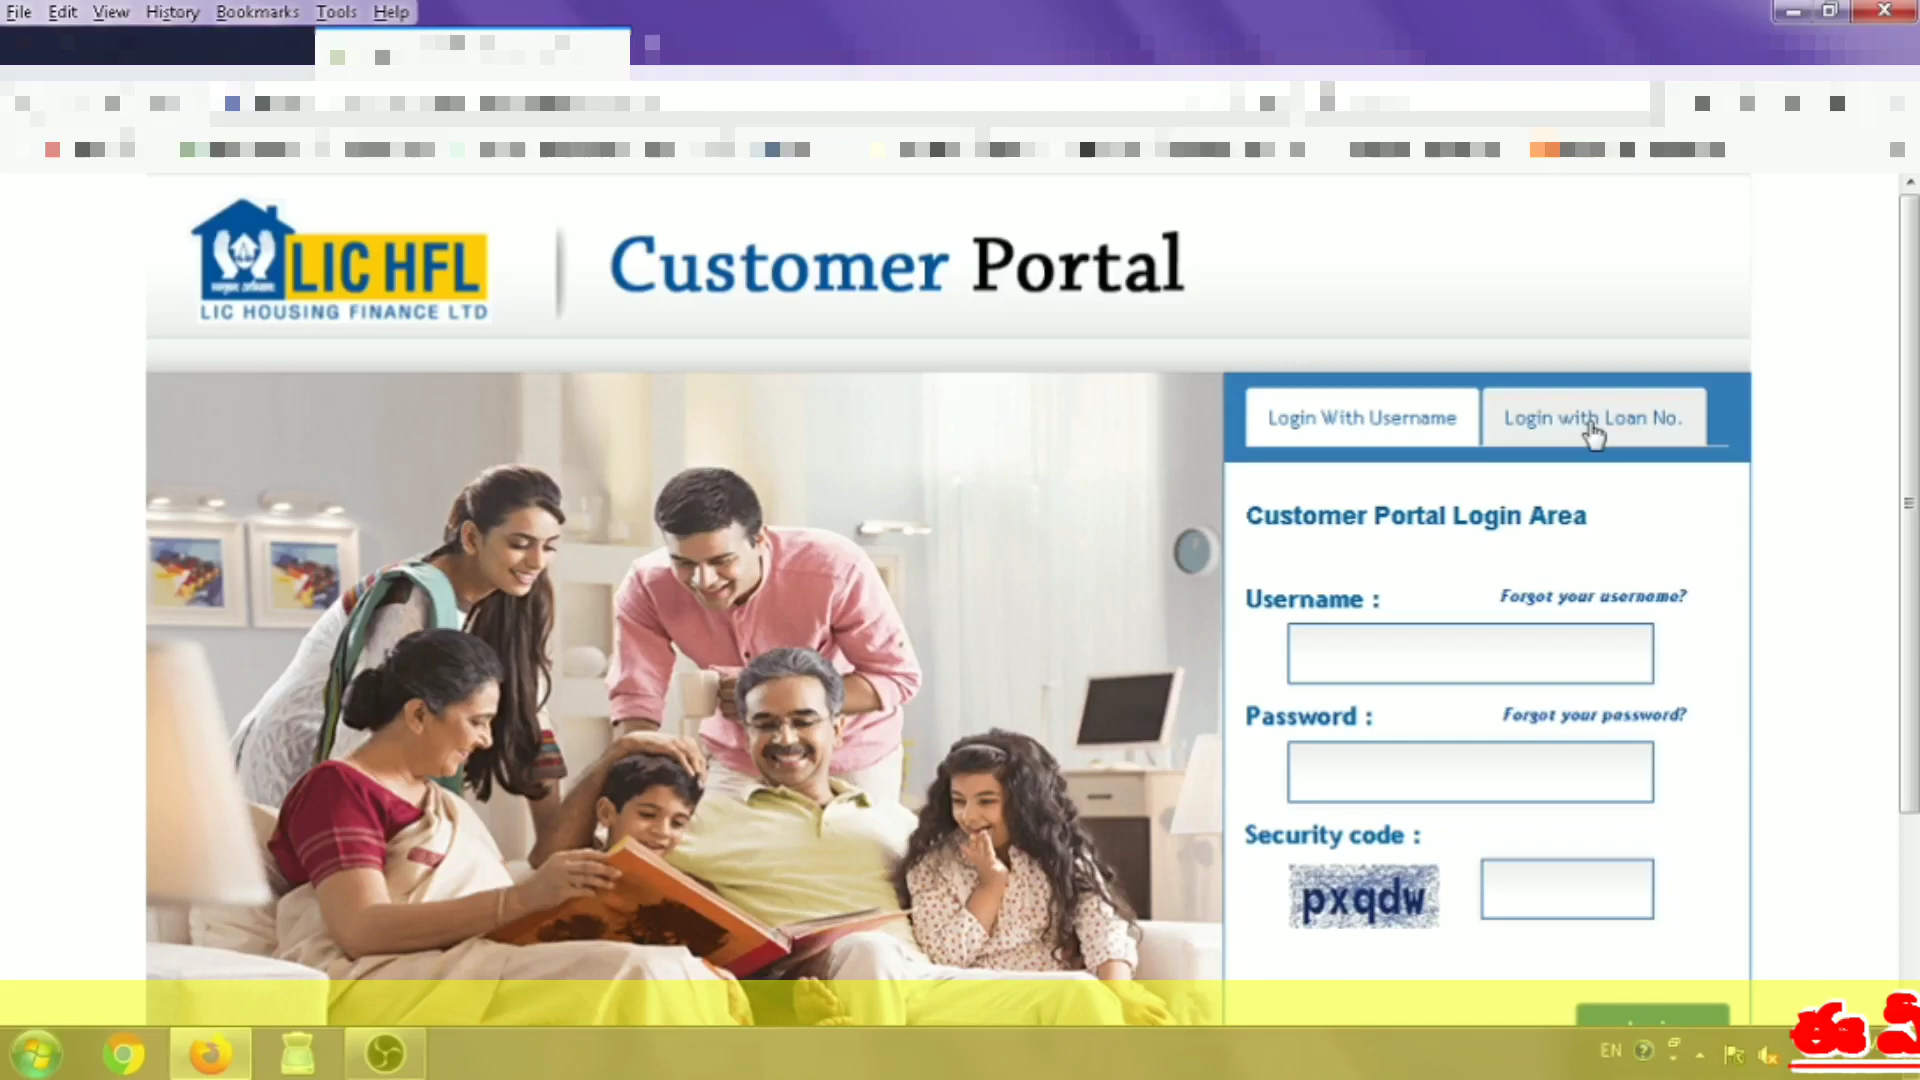 File Edit View History Bookmarks Tools Help
LIC HFL
LIC HOUSING FINANCE LTD
Customer Portal
Login With Username
Login with Loan No.
Customer Portal Login Area
Username :
Forgot your username?
Password :
Forgot your password?
Security code :
pxqdw
EN